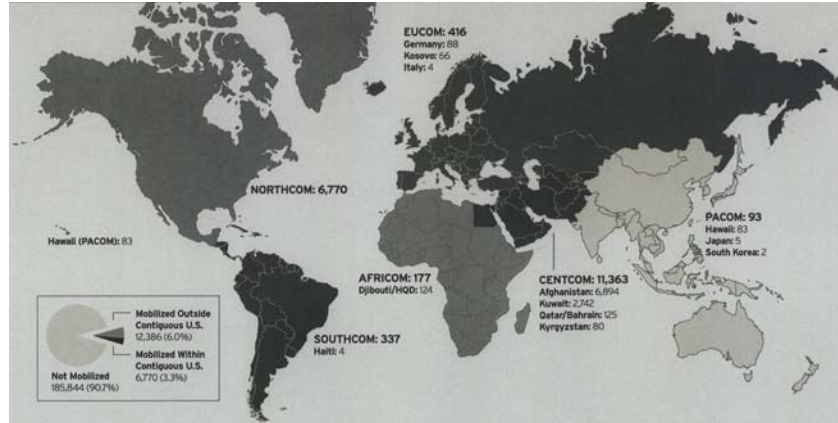 EUCOM: 416
Germany: 88
Kosovo: 66
Italy: 4
NORTHCOM: 6,770
Hawaii (PACOM): 83
PACOM: 93
Hawaii: 83
Japan: 5
South Korea: 2
AFRICOM: 177
Djibouti/HQD: 124
CENTCOM: 11,363
Afghanistan: 6,894
Kuwait: 2,742
Qatar/Bahrain: 125
Kyrgyzstan: 80
SOUTHCOM: 337
Haiti: 4
Mobilized Outside
Contiguous U.S.
12,386 (6.0%)
Mobilized Within
Contiguous U.S.
6,770 (3.3%)
Not Mobilized
185,844 (90.7%)